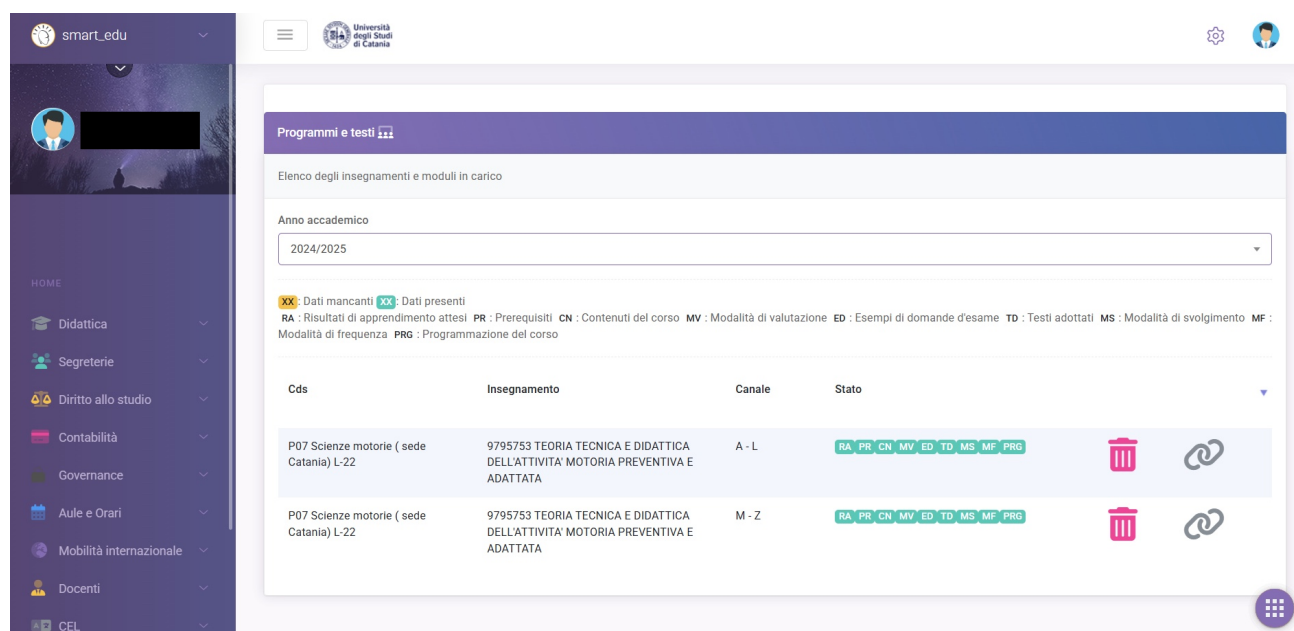 smart_edu
Università
degli Studi
di Catania
Programmi e testi
Elenco degli insegnamenti e moduli in carico
Anno accademico
2024/2025
XX : Dati mancanti XX : Dati presenti
RA : Risultati di apprendimento attesi PR : Prerequisiti CN : Contenuti del corso MV : Modalità di valutazione ED : Esempi di domande d'esame TD : Testi adottati MS : Modalità di svolgimento MF :
Modalità di frequenza PRG : Programmazione del corso
HOME
Didattica
Segreterie
Diritto allo studio
Contabilità
Governance
Aule e Orari
Mobilità internazionale
Docenti
CEL
Cds Insegnamento Canale Stato
P07 Scienze motorie ( sede 9795753 TEORIA TECNICA E DIDATTICA A - L RA PR CN MV ED TD MS MF PRG
Catania) L-22 DELL'ATTIVITA' MOTORIA PREVENTIVA E
ADATTATA
P07 Scienze motorie ( sede 9795753 TEORIA TECNICA E DIDATTICA M - Z RA PR CN MV ED TD MS MF PRG
Catania) L-22 DELL'ATTIVITA' MOTORIA PREVENTIVA E
ADATTATA